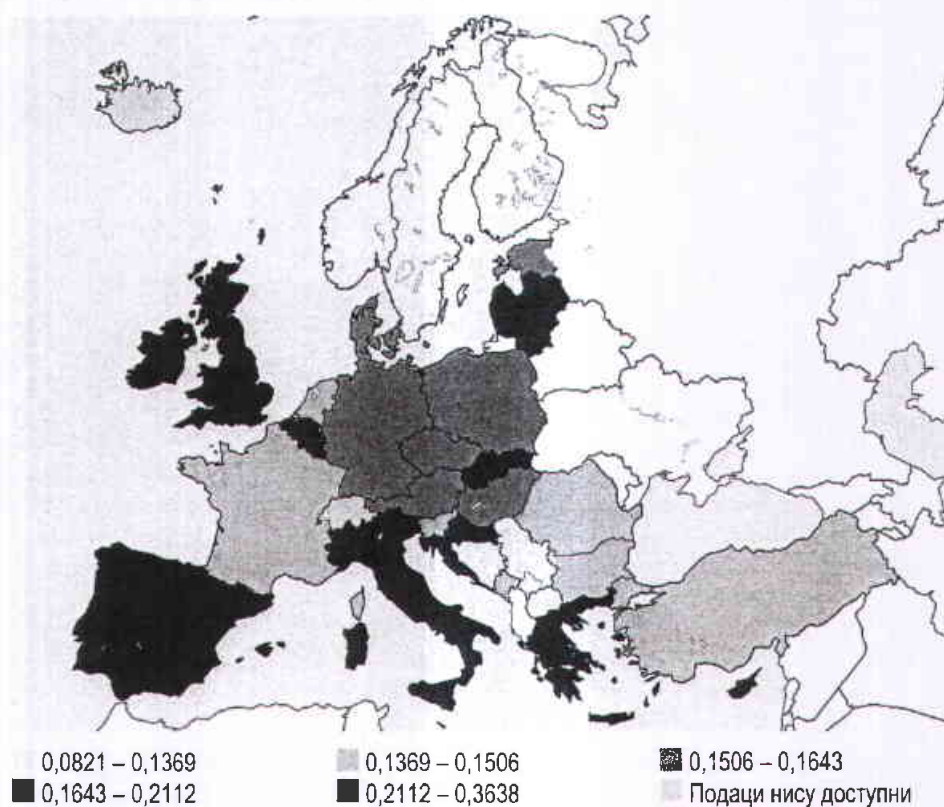 0,0821 – 0,1369 0,1369 – 0,1506 0,1506 – 0,1643
0,1643 – 0,2112 0,2112 – 0,3638 Подаци нису доступни